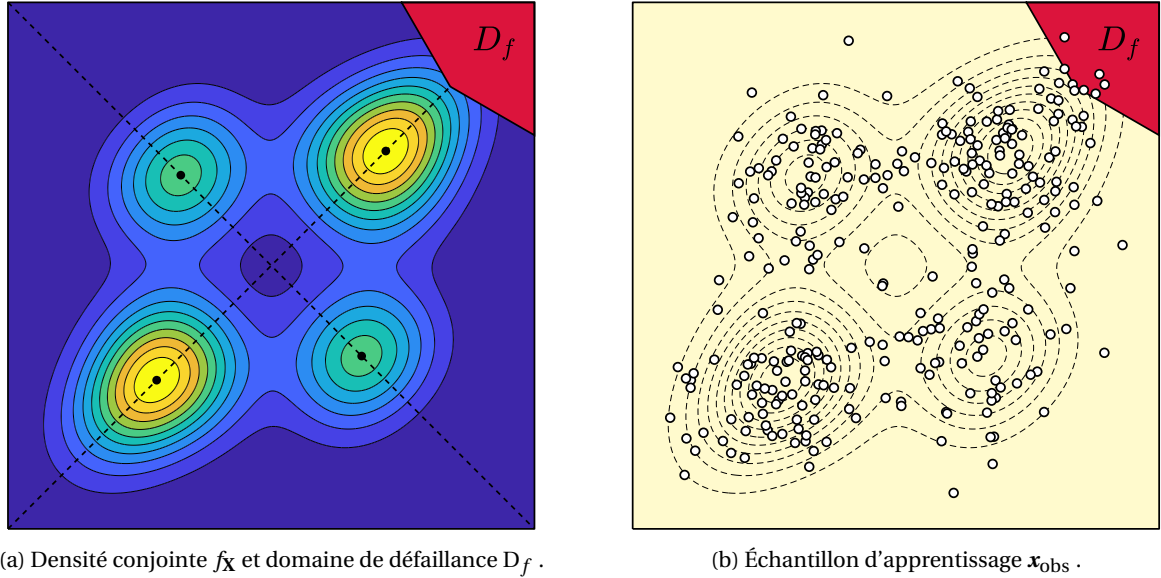 D_f
D_f
(a) Densité conjointe f_X et domaine de défaillance D_f .
(b) Échantillon d’apprentissage x_obs .